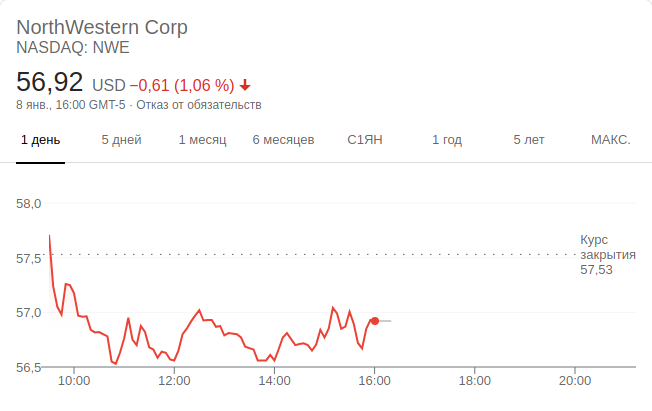 NorthWestern Corp
NASDAQ: NWE
56,92 USD −0,61 (1,06 %)
8 янв., 16:00 GMT-5 · Отказ от обязательств
1 день 5 дней 1 месяц 6 месяцев С1ЯН 1 год 5 лет МАКС.
58,0
57,5
57,0
56,5
Курс
закрытия
57,53
10:00 12:00 14:00 16:00 18:00 20:00